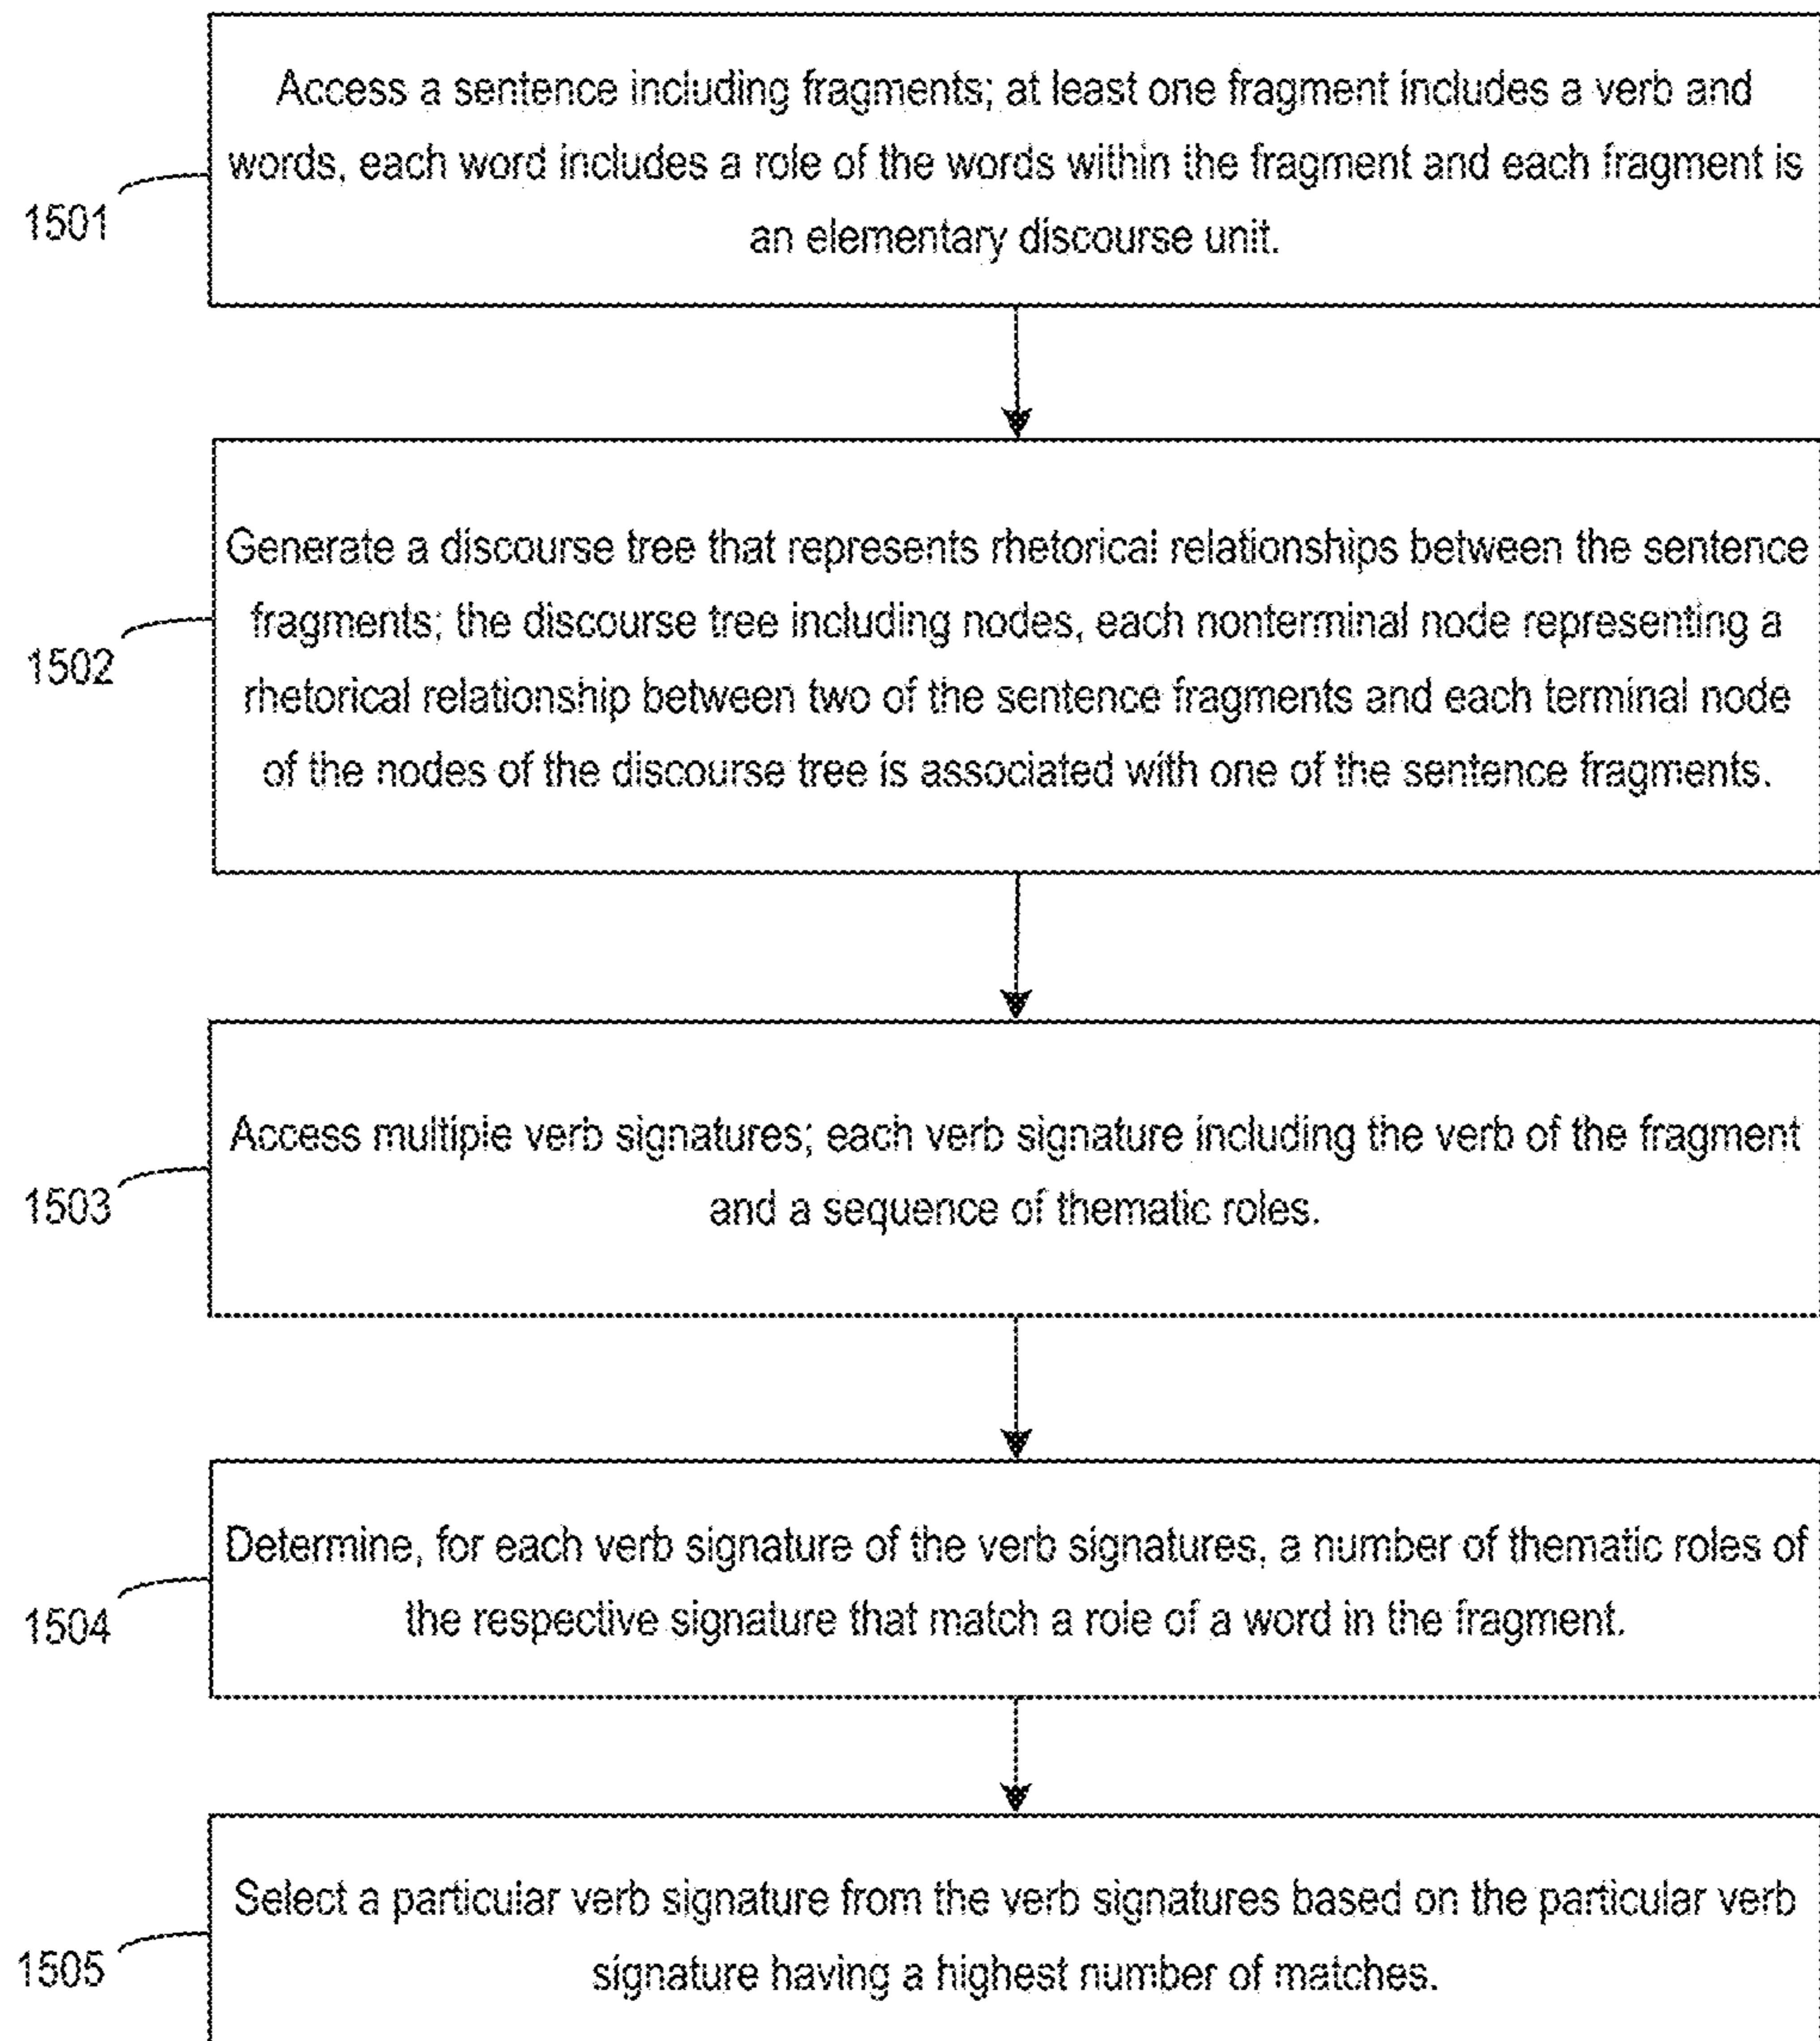 Access a sentence including fragments; at least one fragment includes a verb and
words, each word includes a role of the words within the fragment and each fragment is
an elementary discourse unit.
1501
Generate a discourse tree that represents rhetorical relationships between the sentence
fragments; the discourse tree including nodes, each nonterminal node representing a
rhetorical relationship between two of the sentence fragments and each terminal node
of the nodes of the discourse tree is associated with one of the sentence fragments.
1502
Access multiple verb signatures; each verb signature including the verb of the fragment
and a sequence of thematic roles.
1503
Determine, for each verb signature of the verb signatures, a number of thematic roles of
the respective signature that match a role of a word in the fragment.
1504
Select a particular verb signature from the verb signatures based on the particular verb
signature having a highest number of matches.
1505